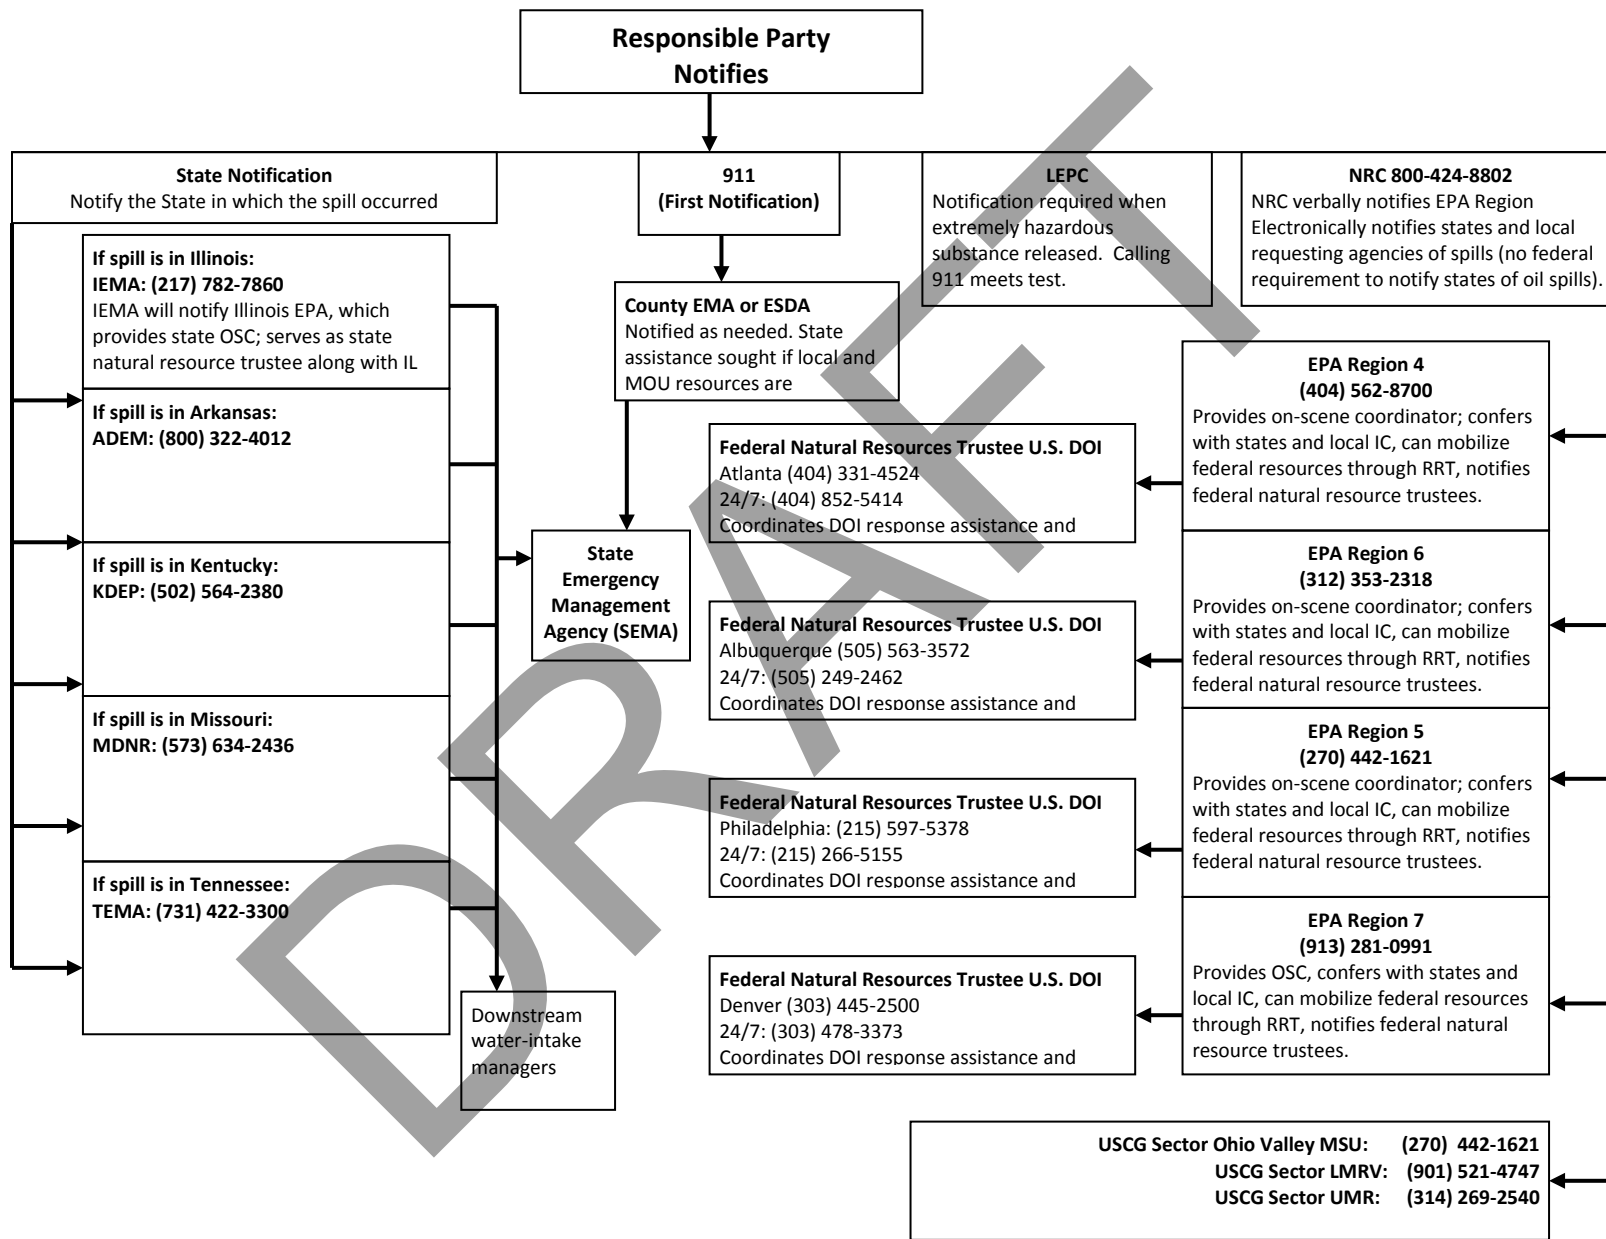 Responsible Party
Notifies
State Notification
Notify the State in which the spill occurred
911
(First Notification)
LEPC
Notification required when
extremely hazardous
substance released.  Calling
911 meets test.
NRC 800-424-8802
NRC verbally notifies EPA Region
Electronically notifies states and local
requesting agencies of spills (no federal
requirement to notify states of oil spills).
If spill is in Illinois:
IEMA: (217) 782-7860
IEMA will notify Illinois EPA, which
provides state OSC; serves as state
natural resource trustee along with IL
If spill is in Arkansas:
ADEM: (800) 322-4012
If spill is in Kentucky:
KDEP: (502) 564-2380
If spill is in Missouri:
MDNR: (573) 634-2436
If spill is in Tennessee:
TEMA: (731) 422-3300
County EMA or ESDA
Notified as needed. State
assistance sought if local and
MOU resources are
State
Emergency
Management
Agency (SEMA)
Downstream
water-intake
managers
Federal Natural Resources Trustee U.S. DOI
Atlanta (404) 331-4524
24/7: (404) 852-5414
Coordinates DOI response assistance and
Federal Natural Resources Trustee U.S. DOI
Albuquerque (505) 563-3572
24/7: (505) 249-2462
Coordinates DOI response assistance and
Federal Natural Resources Trustee U.S. DOI
Philadelphia: (215) 597-5378
24/7: (215) 266-5155
Coordinates DOI response assistance and
Federal Natural Resources Trustee U.S. DOI
Denver (303) 445-2500
24/7: (303) 478-3373
Coordinates DOI response assistance and
EPA Region 4
(404) 562-8700
Provides on-scene coordinator; confers
with states and local IC, can mobilize
federal resources through RRT, notifies
federal natural resource trustees.
EPA Region 6
(312) 353-2318
Provides on-scene coordinator; confers
with states and local IC, can mobilize
federal resources through RRT, notifies
federal natural resource trustees.
EPA Region 5
(270) 442-1621
Provides on-scene coordinator; confers
with states and local IC, can mobilize
federal resources through RRT, notifies
federal natural resource trustees.
EPA Region 7
(913) 281-0991
Provides OSC, confers with states and
local IC, can mobilize federal resources
through RRT, notifies federal natural
resource trustees.
USCG Sector Ohio Valley MSU: (270)  442-1621
USCG Sector LMRV: (901) 521-4747
USCG Sector UMR: (314) 269-2540
DRAFT